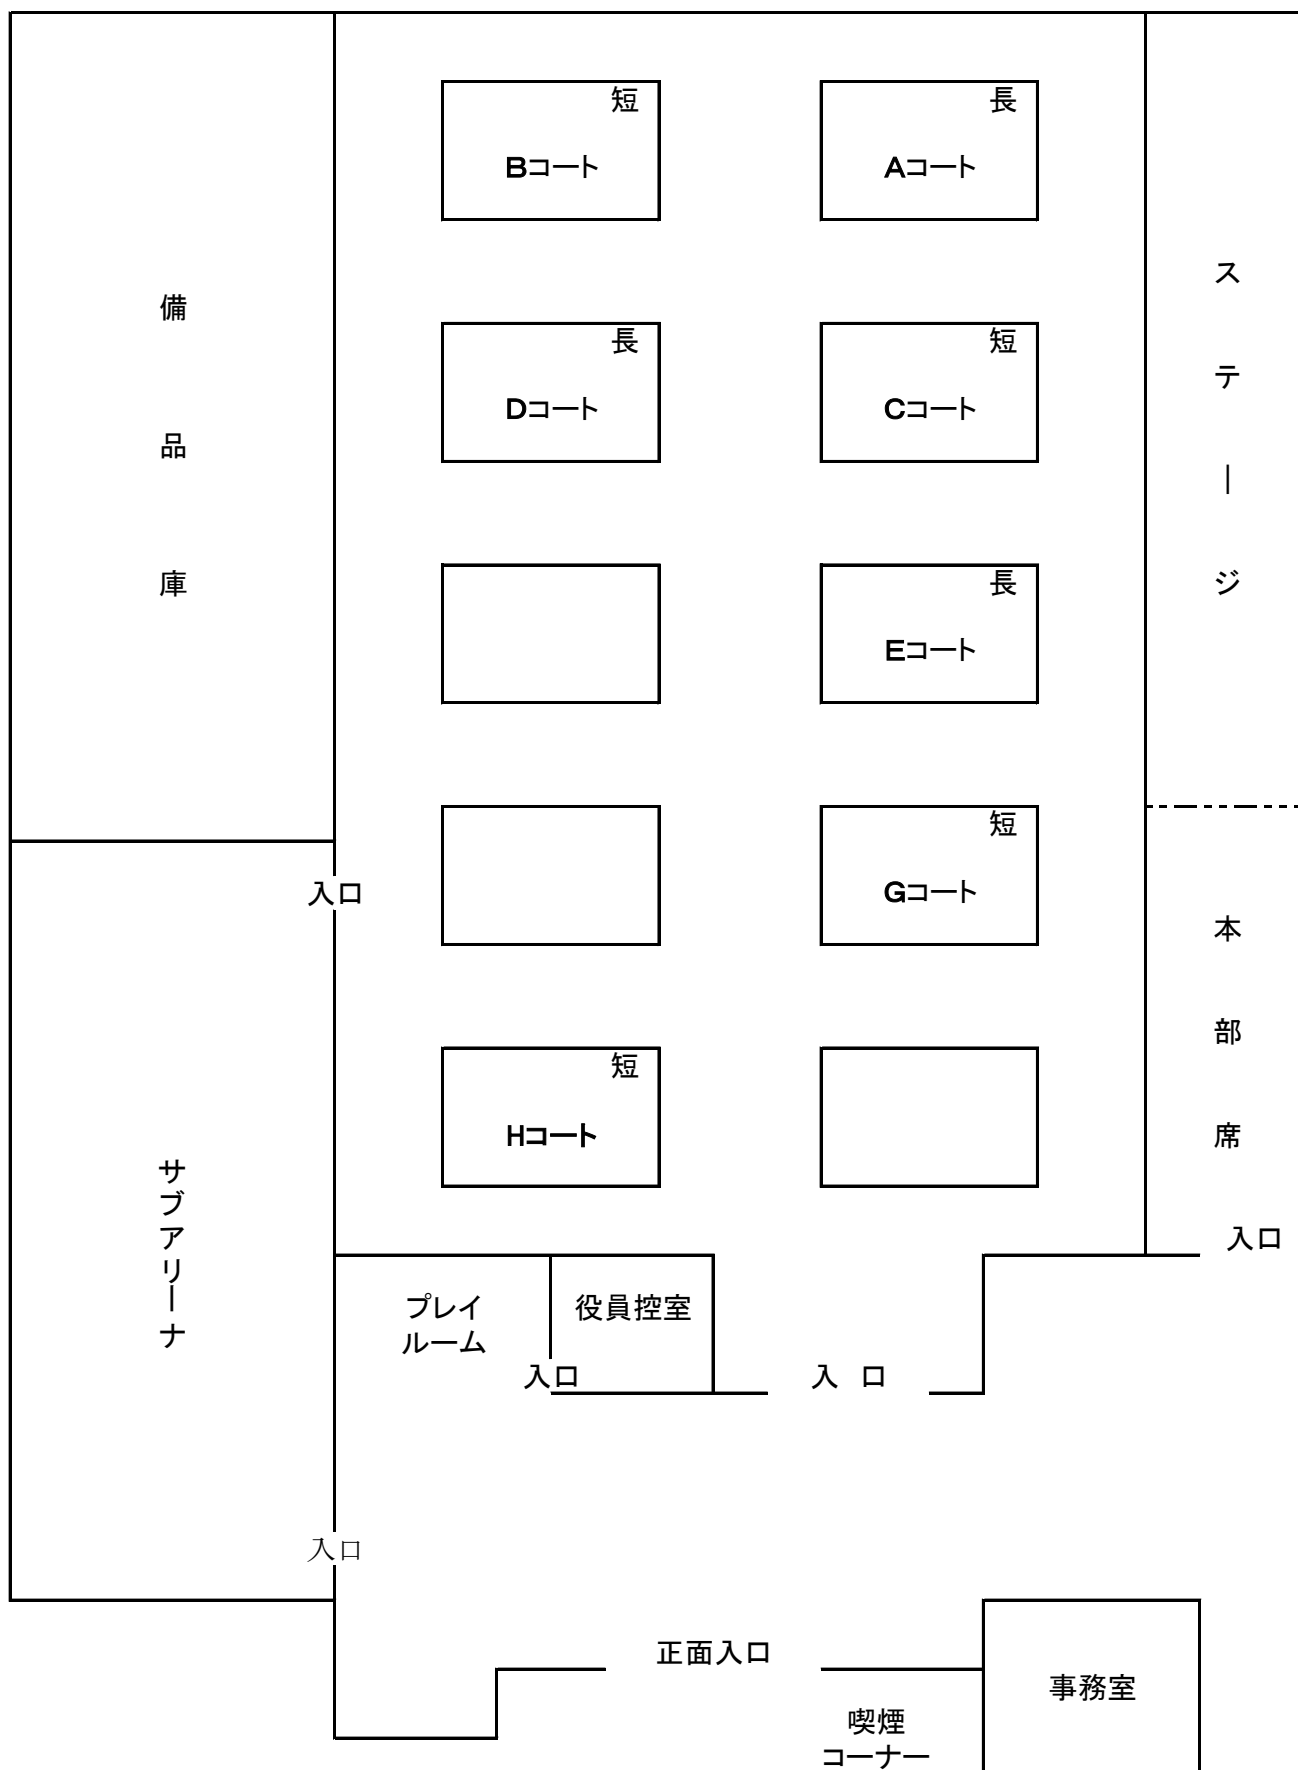 短
Bコート
長
Aコート
備品庫
ステージ
長
Dコート
短
Cコート
長
Eコート
短
Gコート
入口
本部席
短
Hコート
サブアリーナ
入口
プレイ
ルーム
役員控室
入口
入 口
入口
正面入口
事務室
喫煙
コーナー